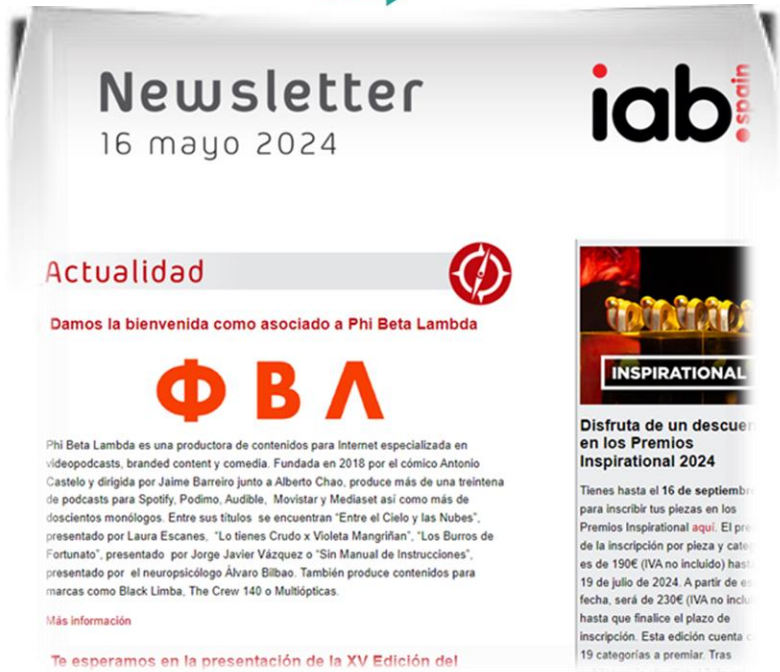 Newsletter
16 mayo 2024
iab
spain
Actualidad
Damos la bienvenida como asociado a Phi Beta Lambda
Φ Β Λ
Phi Beta Lambda es una productora de contenidos para Internet especializada en
videopodcasts, branded content y comedia. Fundada en 2018 por el cómico Antonio
Castelo y dirigida por Jaime Barreiro junto a Alberto Chao, produce más de una treintena
de podcasts para Spotify, Podimo, Audible, Movistar y Mediaset así como más de
doscientos monólogos. Entre sus títulos se encuentran “Entre el Cielo y las Nubes”,
presentado por Laura Escanes, “Lo tienes Crudo x Violeta Mangriñan”, “Los Burros de
Fortunato”, presentado por Jorge Javier Vázquez o “Sin Manual de Instrucciones”,
presentado por el neuropsicólogo Álvaro Bilbao. También produce contenidos para
marcas como Black Limba, The Crew 140 o Multiópticas.
Más información
Te esperamos en la presentación de la XV Edición del
INSPIRATIONAL
Disfruta de un
en los Premios
Inspirational 2024
Tienes hasta el 16 de
para inscribir tus piezas en los
Premios Inspirational aquí. El
de la inscripción por pieza y
es de 190€ (IVA no incluido)
19 de julio de 2024. A partir de
fecha, será de 230€ (IVA no
hasta que finalice el plazo de
inscripción. Esta edición cuenta
19 categorías a premiar. Tras